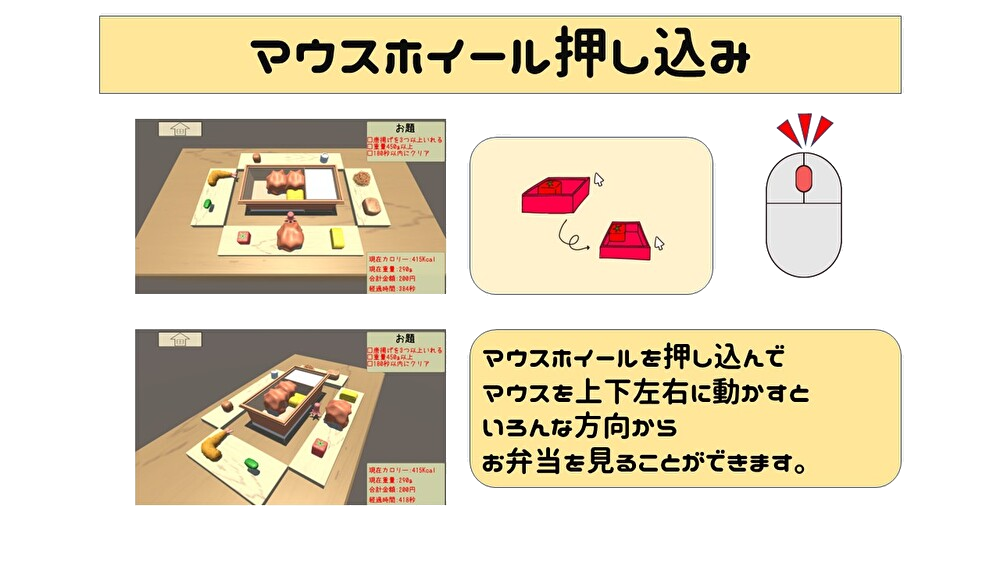 マウスホイール押し込み
お題
□唐揚げを3つ以上いれる
□重量450g以上
□180秒以内にクリア
現在カロリー:415Kcal
現在重量:290g
合計金額:200円
経過時間:384秒
お題
□唐揚げを3つ以上いれる
□重量450g以上
□180秒以内にクリア
現在カロリー:415Kcal
現在重量:290g
合計金額:200円
経過時間:418秒
マウスホイールを押し込んで
マウスを上下左右に動かすと
いろんな方向から
お弁当を見ることができます。